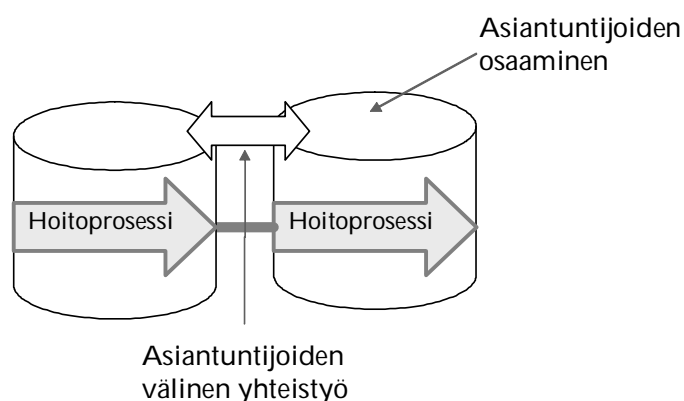 Asiantuntijoiden
osaaminen
Hoitoprosessi
Hoitoprosessi
Asiantuntijoiden
välinen yhteistyö